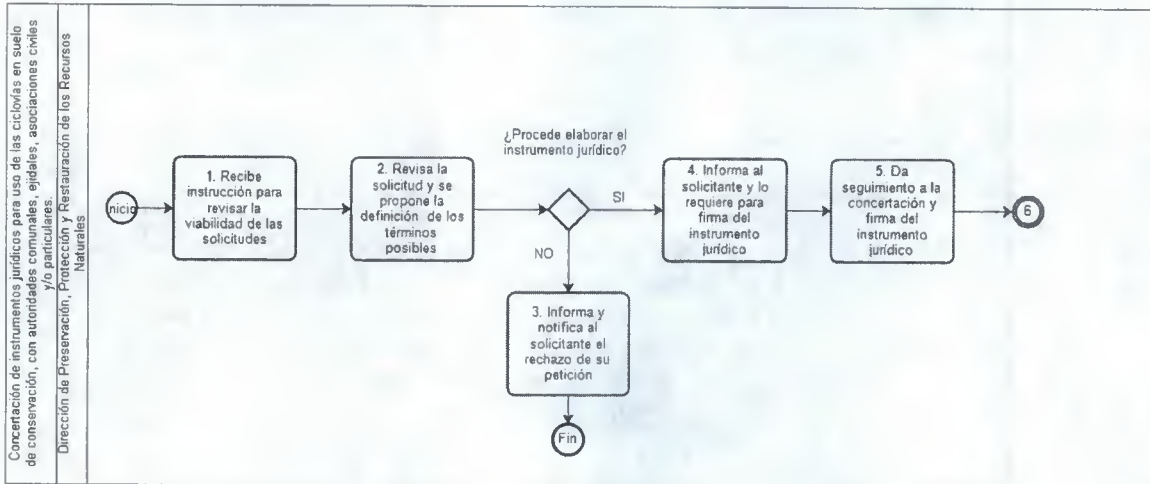 Concertación de instrumentos jurídicos para uso de las ciclovías en suelo
de conservación, con autoridades comunales, ejidales, asociaciones civiles
y/o particulares.
Dirección de Preservación, Protección y Restauración de los Recursos
Naturales
nicio
1. Recibe
instrucción para
revisar la
viabilidad de las
solicitudes
2. Revisa la
solicitud y se
propone la
definición de los
términos
posibles
¿Procede elaborar el
instrumento jurídico?
SI
NO
3. Informa y
notifica al
solicitante el
rechazo de su
petición
Fin
4. Informa al
solicitante y lo
requiere para
firma del
instrumento
jurídico
5. Da
seguimiento a la
concertación y
firma del
instrumento
jurídico
6